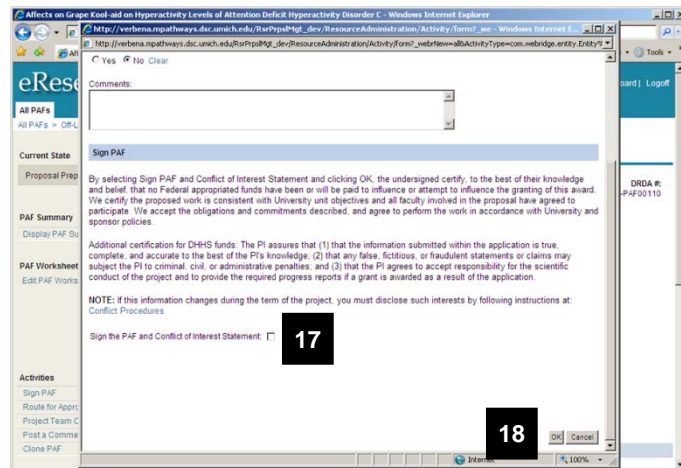 Affects on Grape Kool-aid on Hyperactivity Levels of Attention Deficit Hyperactivity Disorder C - Windows Internet Explorer
http://verbena.mpathways.dsc.umich.edu/RsrPrpslMgt_dev/ResourceAdministration/Activity/form?_we - Windows Internet E...
http://verbena.mpathways.dsc.umich.edu/RsrPrpslMgt_dev/ResourceAdministration/Activity/form?_webrNew=all&ActivityType=com.webridge.entity.Entity
Tools
Yes No Clear
eRese
oard | Logoff
Comments:
All PAFs
All PAFs > Off-L
Current State
Sign PAF
Proposal Prep
By selecting Sign PAF and Conflict of Interest Statement and clicking OK, the undersigned certify, to the best of their knowledge
and belief, that no Federal appropriated funds have been or will be paid to influence or attempt to influence the granting of this award.
We certify the proposed work is consistent with University unit objectives and all faculty involved in the proposal have agreed to
participate. We accept the obligations and commitments described, and agree to perform the work in accordance with University and
sponsor policies.
DRDA #:
-PAF00110
PAF Summary
Display PAF Su
Additional certification for DHHS funds. The PI assures that (1) that the information submitted within the application is true,
complete, and accurate to the best of the PI's knowledge; (2) that any false, fictitious, or fraudulent statements or claims may
subject the PI to criminal, civil, or administrative penalties; and (3) that the PI agrees to accept responsibility for the scientific
conduct of the project and to provide the required progress reports if a grant is awarded as a result of the application.
PAF Worksheet
Edit PAF Works
NOTE: If this information changes during the term of the project, you must disclose such interests by following instructions at:
Conflict Procedures
Sign the PAF and Conflict of Interest Statement:
17
Activities
Sign PAF
Route for Appro
Project Team C
Post a Comme
Clone PAF
18
OK Cancel
Internet 100%